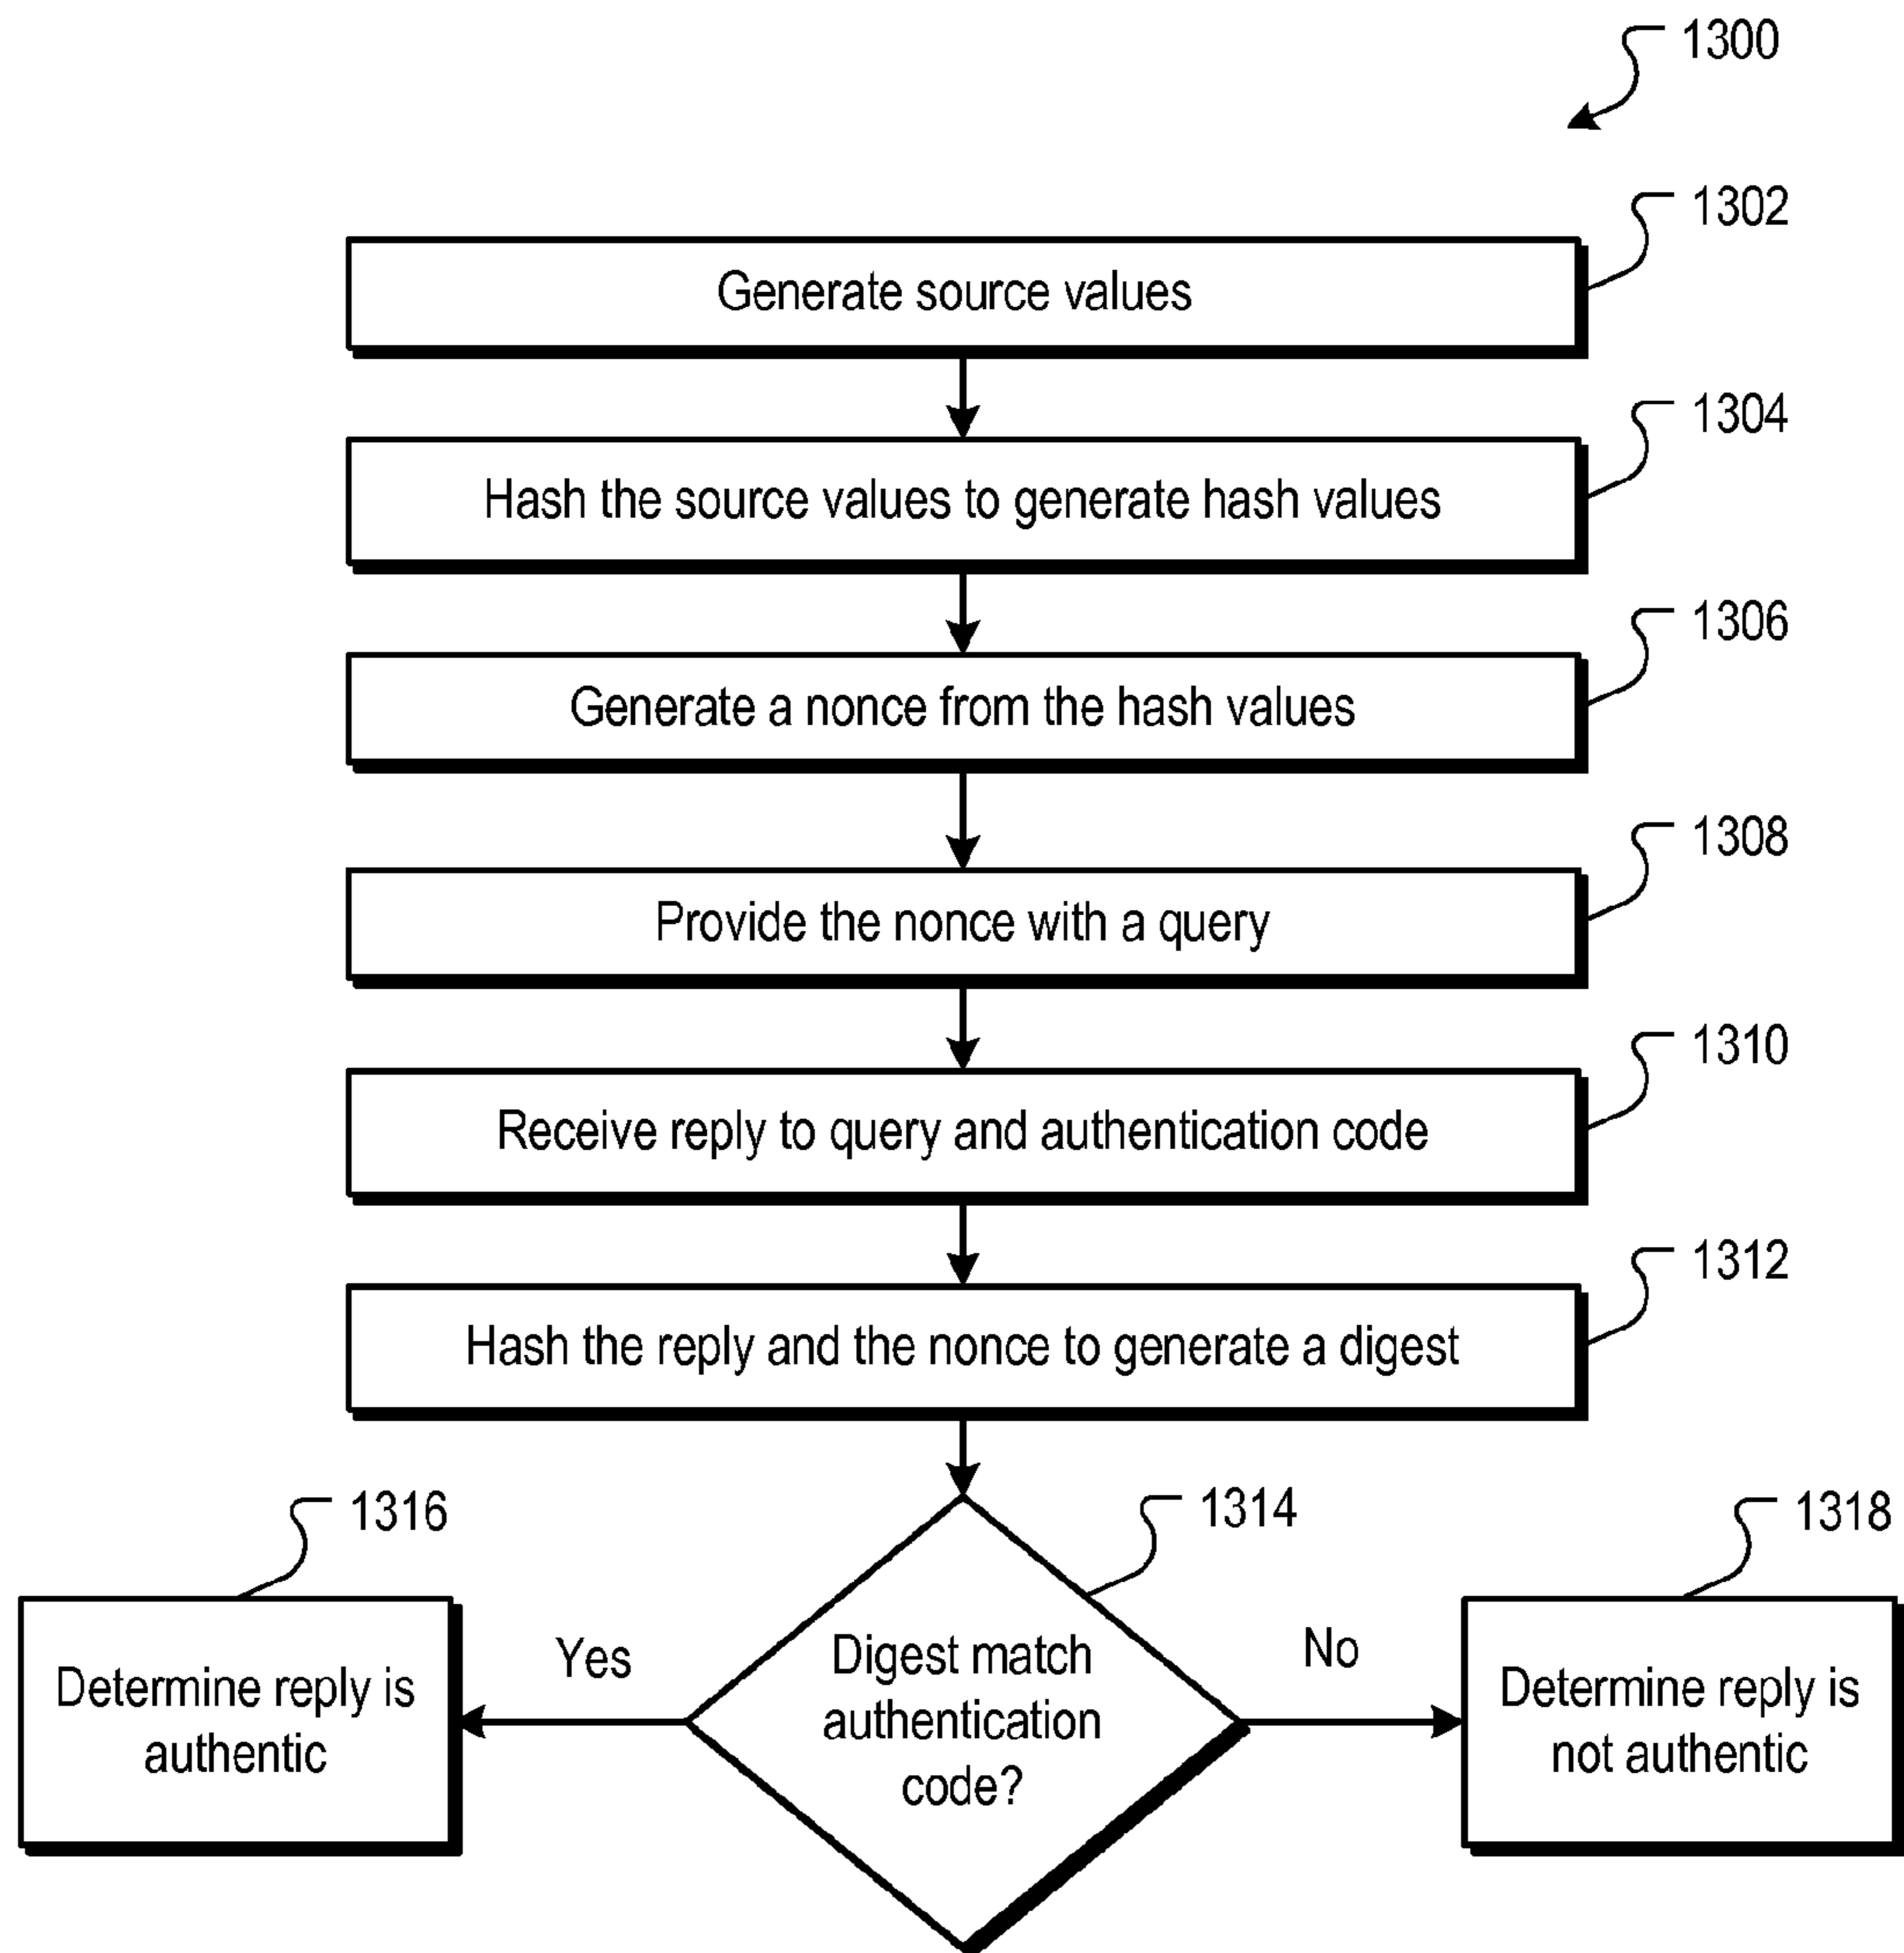 1300
1302
Generate source values
1304
Hash the source values to generate hash values
1306
Generate a nonce from the hash values
1308
Provide the nonce with a query
1310
Receive reply to query and authentication code
1312
Hash the reply and the nonce to generate a digest
1316
1314
1318
Determine reply is
authentic
Yes
Digest match
authentication
code?
No
Determine reply is
not authentic